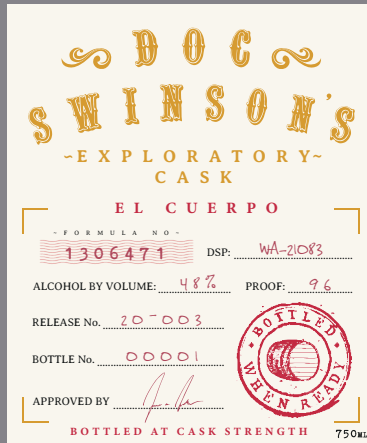 DOC
SWINSON'S
~EXPLORATORY~
CASK
EL CUERPO
~ FORMULA NO ~
1306471
DSP: WA-21083
ALCOHOL BY VOLUME: 48%
PROOF: 96
RELEASE No. 20-003
BOTTLE No. 00001
APPROVED BY
BOTTLED
WHEN READY
BOTTLED AT CASK STRENGTH
750ML